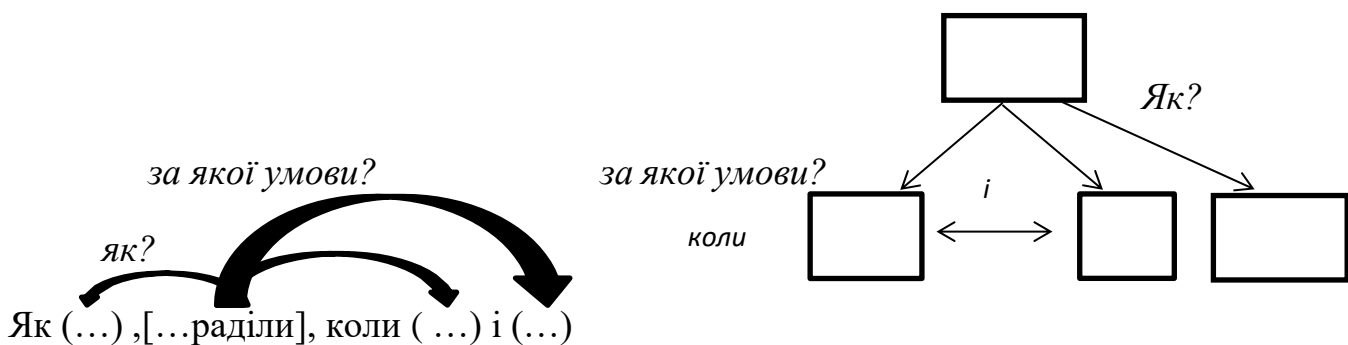 Як?
за якої умови?
за якої умови?
і
коли
як?
Як (…) ,[…раділи], коли ( …) і (…)